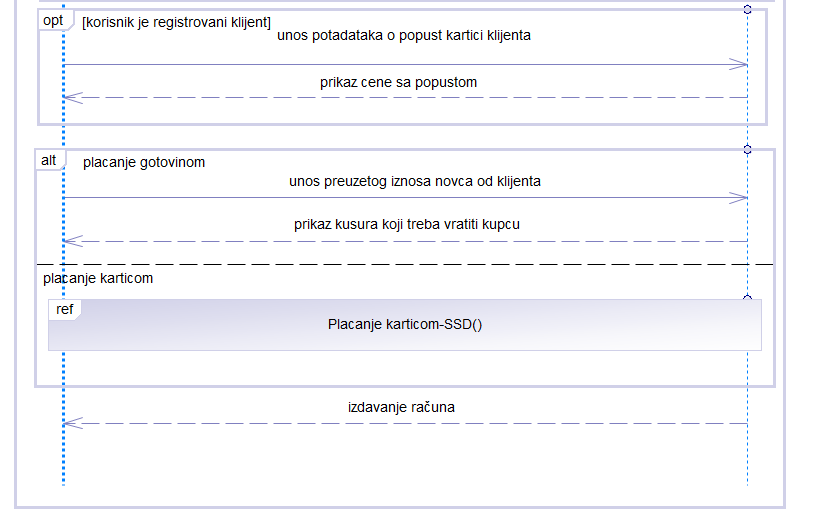 opt
[korisnik je registrovani klijent]
unos potadataka o popust kartici klijenta
prikaz cene sa popustom
alt
placanje gotovinom
unos preuzetog iznosa novca od klijenta
prikaz kusura koji treba vratiti kupcu
placanje karticom
ref
Placanje karticom-SSD()
izdavanje računa